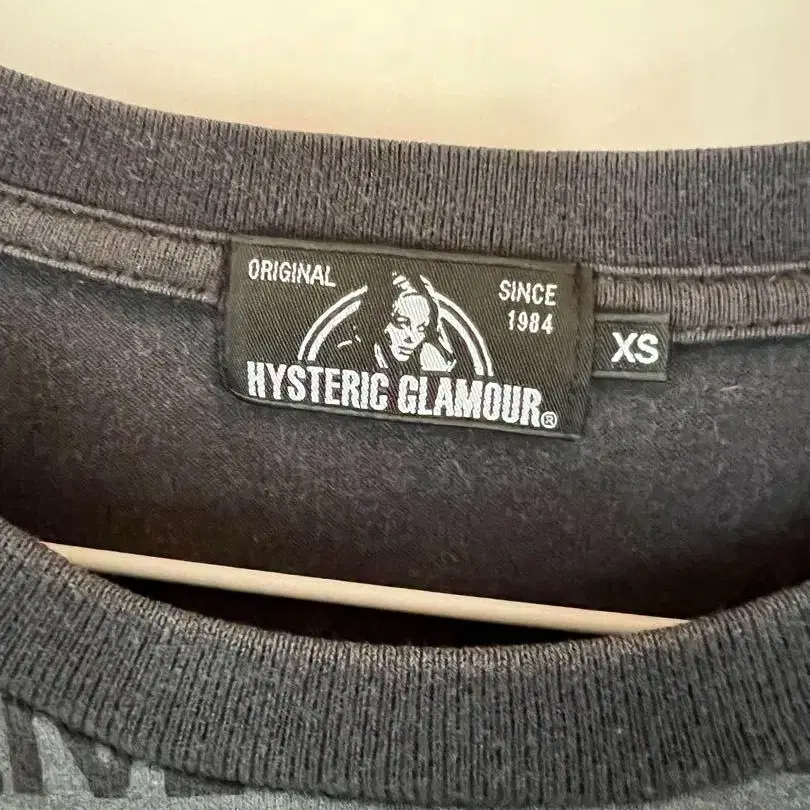 ORIGINAL
SINCE
1984
HYSTERIC GLAMOUR®
XS